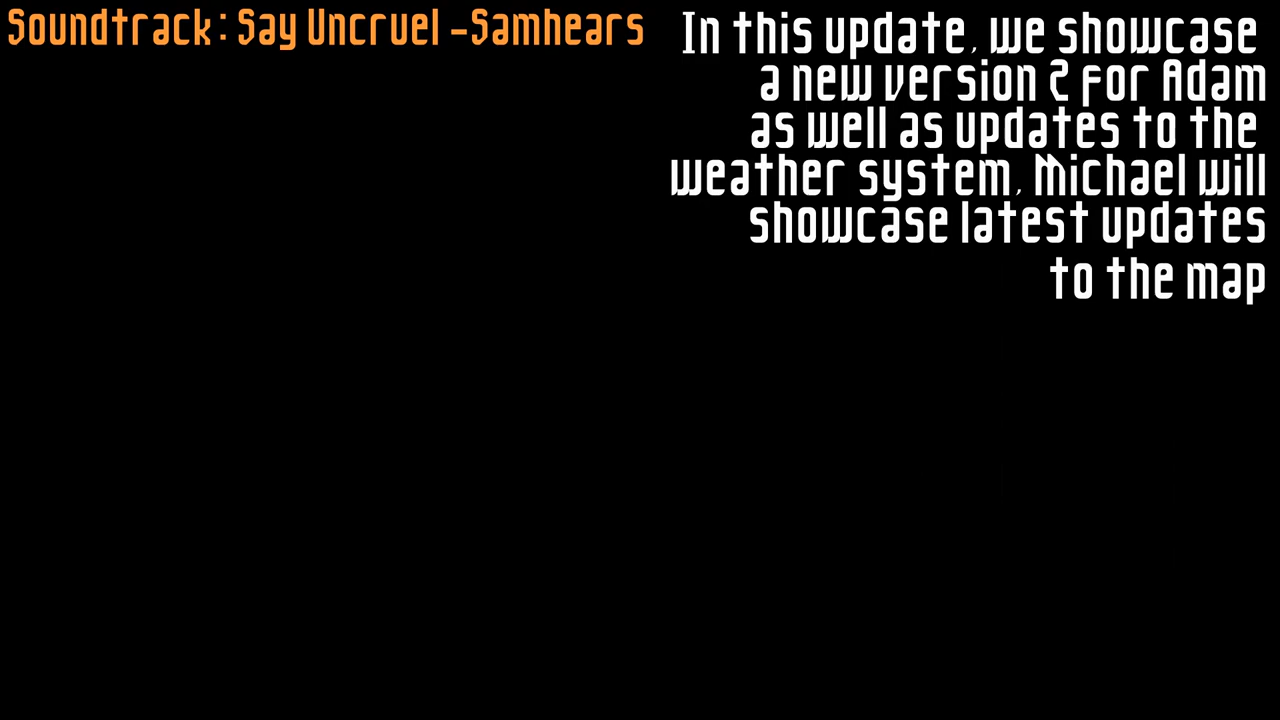 Soundtrack: Say Uncruel -Samhears
In this update, we showcase
a new version 2 for Adam
as well as updates to the
weather system, Michael will
showcase latest updates
to the map